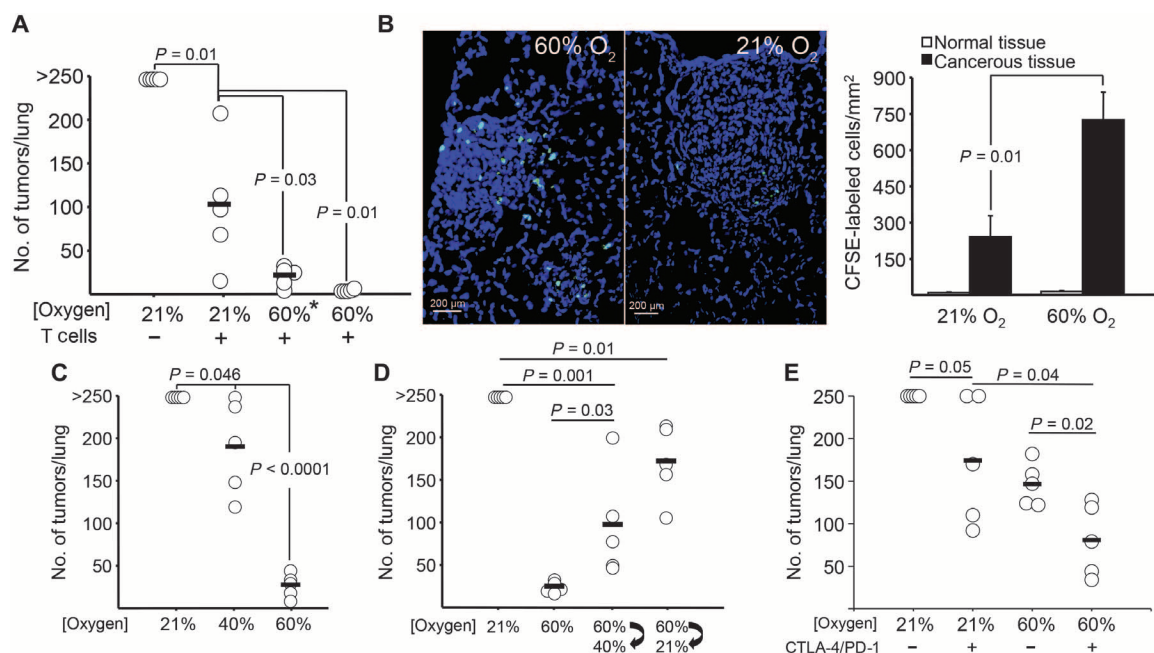 A
No. of tumors/lung
>250
200
150
100
50
P = 0.01
P = 0.03
P = 0.01
[Oxygen] 21% 21% 60%* 60%
T cells – + + +
B
60% O2
21% O2
200 µm
200 µm
Normal tissue
Cancerous tissue
CFSE-labeled cells/mm²
900
750
600
450
300
150
P = 0.01
21% O2 60% O2
C
No. of tumors/lung
>250
200
150
100
50
P = 0.046
P < 0.0001
[Oxygen] 21% 40% 60%
D
No. of tumors/lung
>250
200
150
100
50
P = 0.01
P = 0.001
P = 0.03
[Oxygen] 21% 60% 60% 60%
40% 21%
E
No. of tumors/lung
250
200
150
100
50
0
P = 0.05
P = 0.04
P = 0.02
[Oxygen] 21% 21% 60% 60%
CTLA-4/PD-1 – + – +